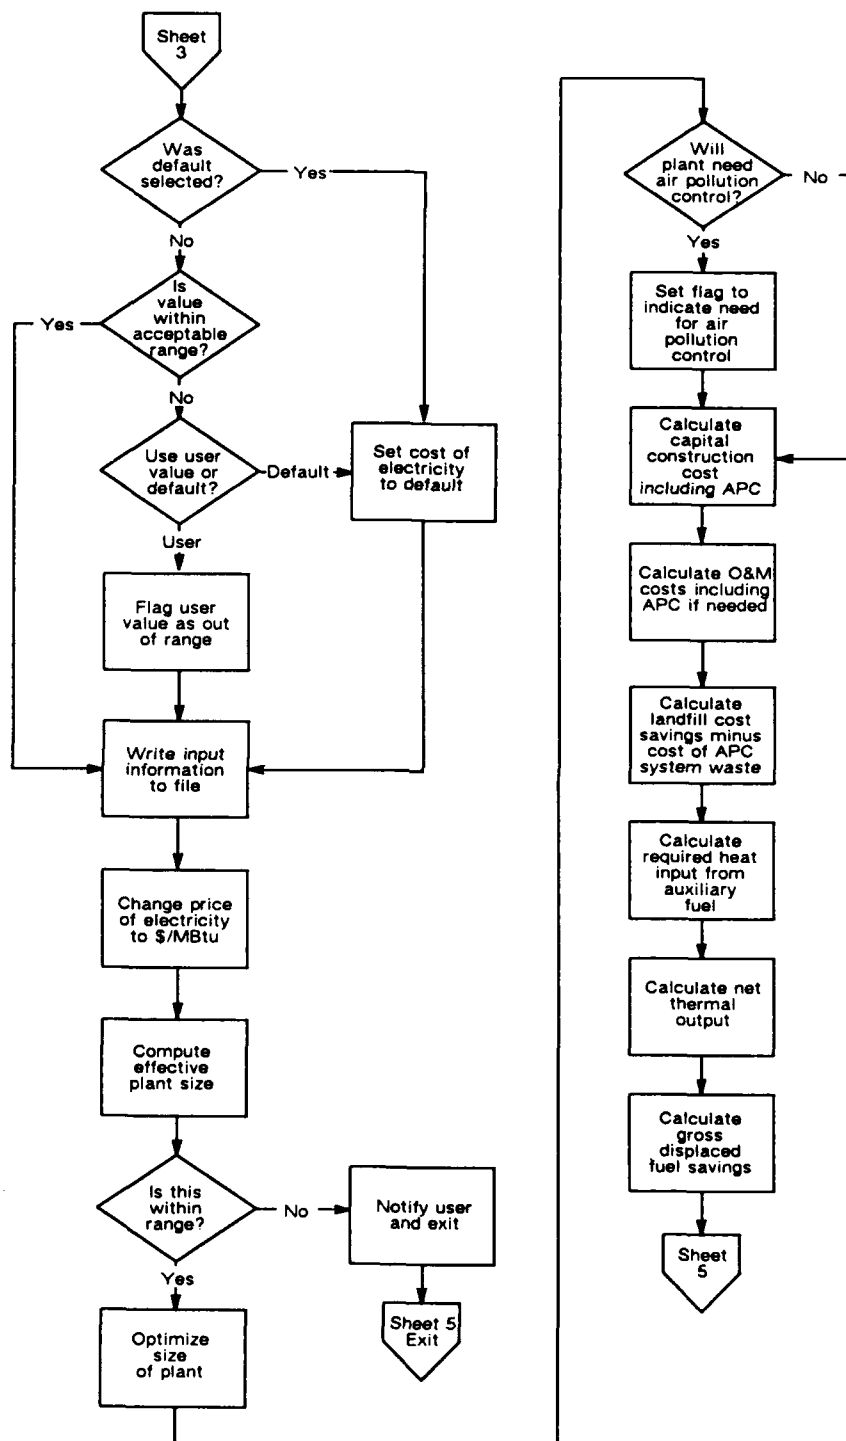 Sheet
3
Was
default
selected?
Yes
No
Is
value
within
acceptable
range?
Yes
No
Use user
value or
default?
Default
Set cost of
electricity
to default
User
Flag user
value as out
of range
Write input
information
to file
Change price
of electricity
to $/MBtu
Compute
effective
plant size
Is this
within
range?
No
Notify user
and exit
Yes
Sheet 5
Exit
Optimize
size
of plant
Will
plant need
air pollution
control?
No
Yes
Set flag to
indicate need
for air
pollution
control
Calculate
capital
construction
cost
including APC
Calculate O&M
costs including
APC if needed
Calculate
landfill cost
savings minus
cost of APC
system waste
Calculate
required heat
input from
auxiliary
fuel
Calculate net
thermal
output
Calculate
gross
displaced
fuel savings
Sheet
5